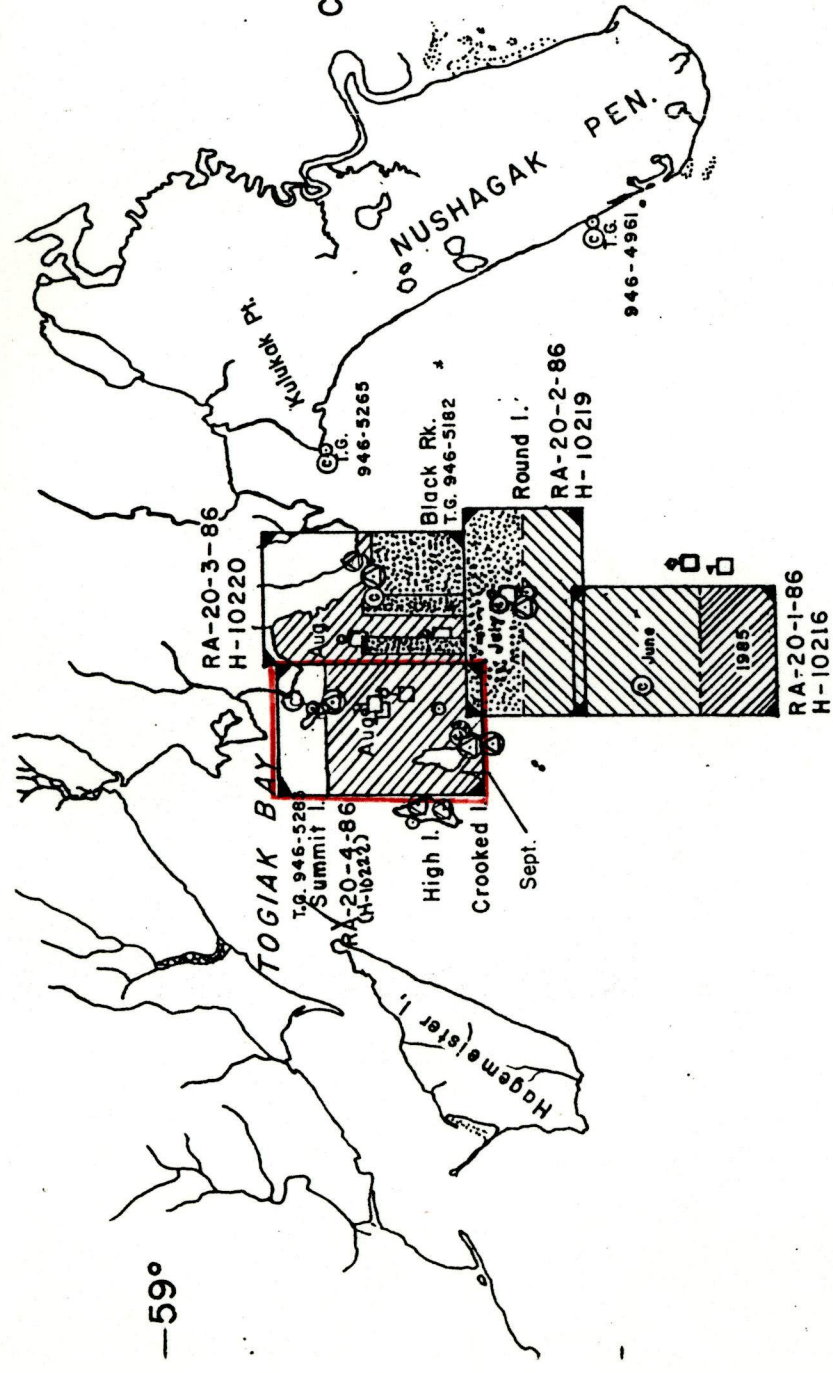 C
—59°
TOGIAK BAY
T.G. 946-5285
Summit I.
RA-20-4-86
(H-10222)
High I.
Crooked I.
Sept.
Hagemeister I.
RA-20-3-86
H-10220
Aug
Aug
July
C
C
C
June
1985
RA-20-1-86
H-10216
Black Rk.
T.G. 946-5182
Round I.
RA-20-2-86
H-10219
Kulukak Pt.
C
T.G.
946-5265
NUSHAGAK PEN.
C
T.G.
946-4961